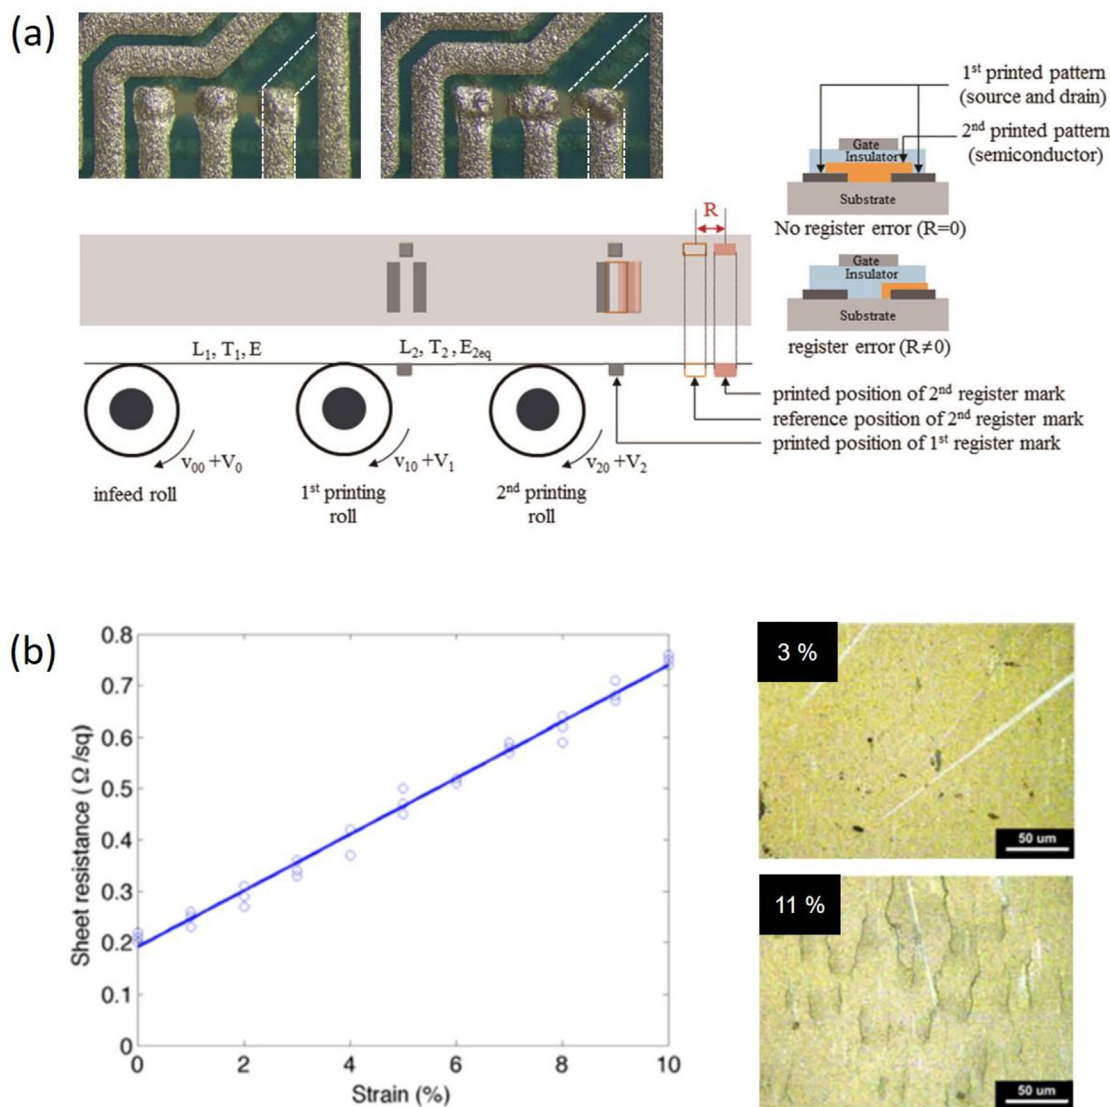 (a)
1st printed pattern
(source and drain)
2nd printed pattern
(semiconductor)
Gate
Insulator
Substrate
No register error (R=0)
R
Gate
Insulator
Substrate
register error (R≠0)
L1, T1, E
L2, T2, E2eq
printed position of 2nd register mark
reference position of 2nd register mark
printed position of 1st register mark
v00 +V0
v10 +V1
v20 +V2
infeed roll
1st printing
roll
2nd printing
roll
(b)
0.8
0.7
0.6
0.5
0.4
0.3
0.2
0.1
0
Sheet resistance (Ω/sq)
0 2 4 6 8 10
Strain (%)
3 %
50 um
11 %
50 um